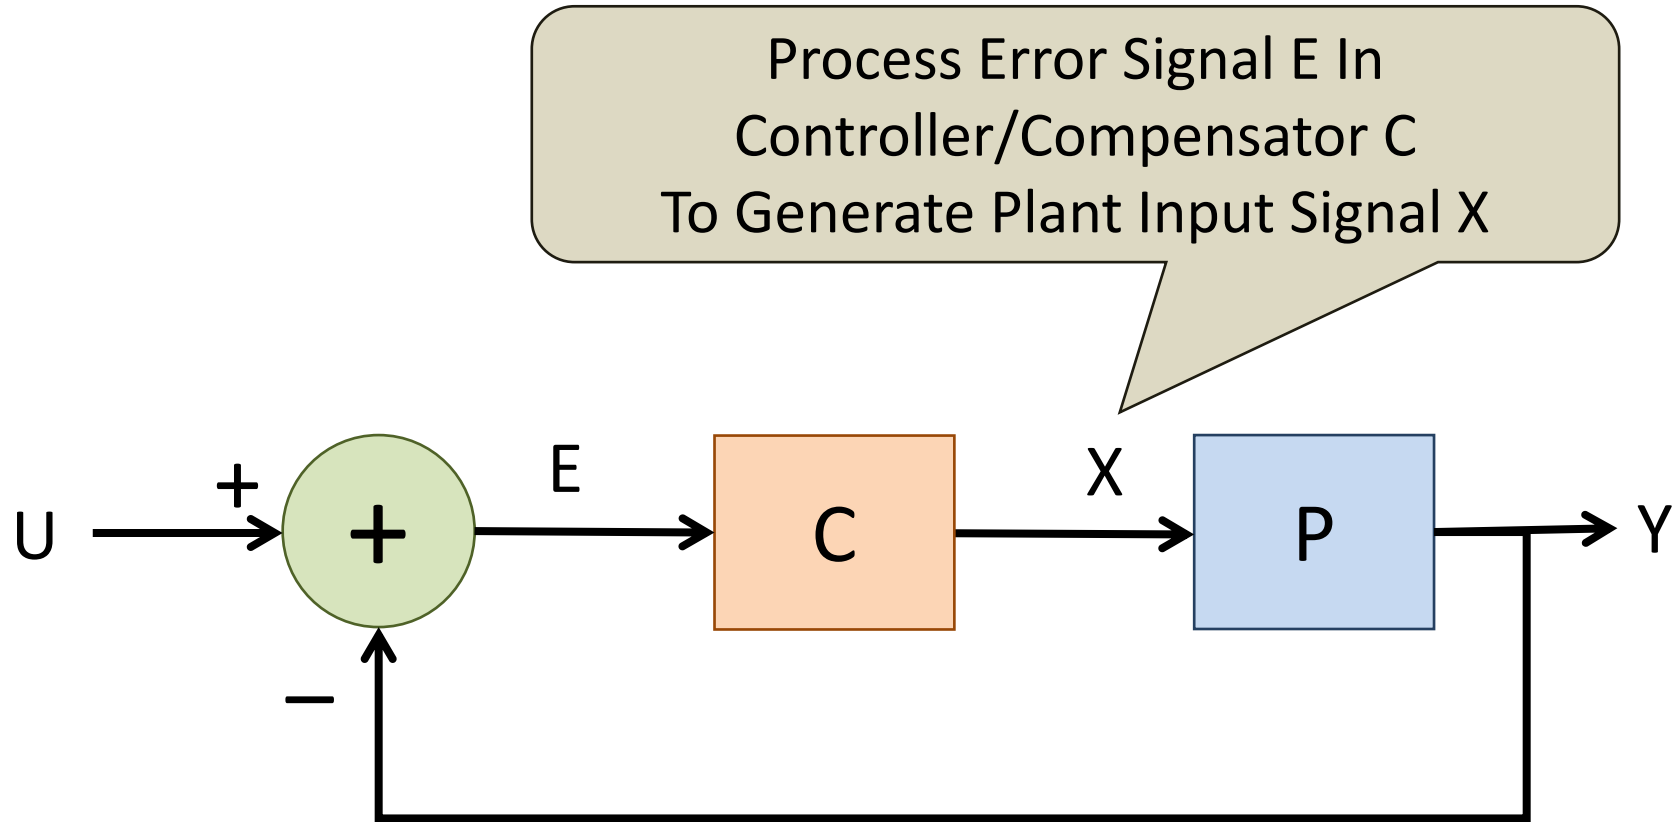 Process Error Signal E In
Controller/Compensator C
To Generate Plant Input Signal X
E
X
+
U
+
C
P
Y
−